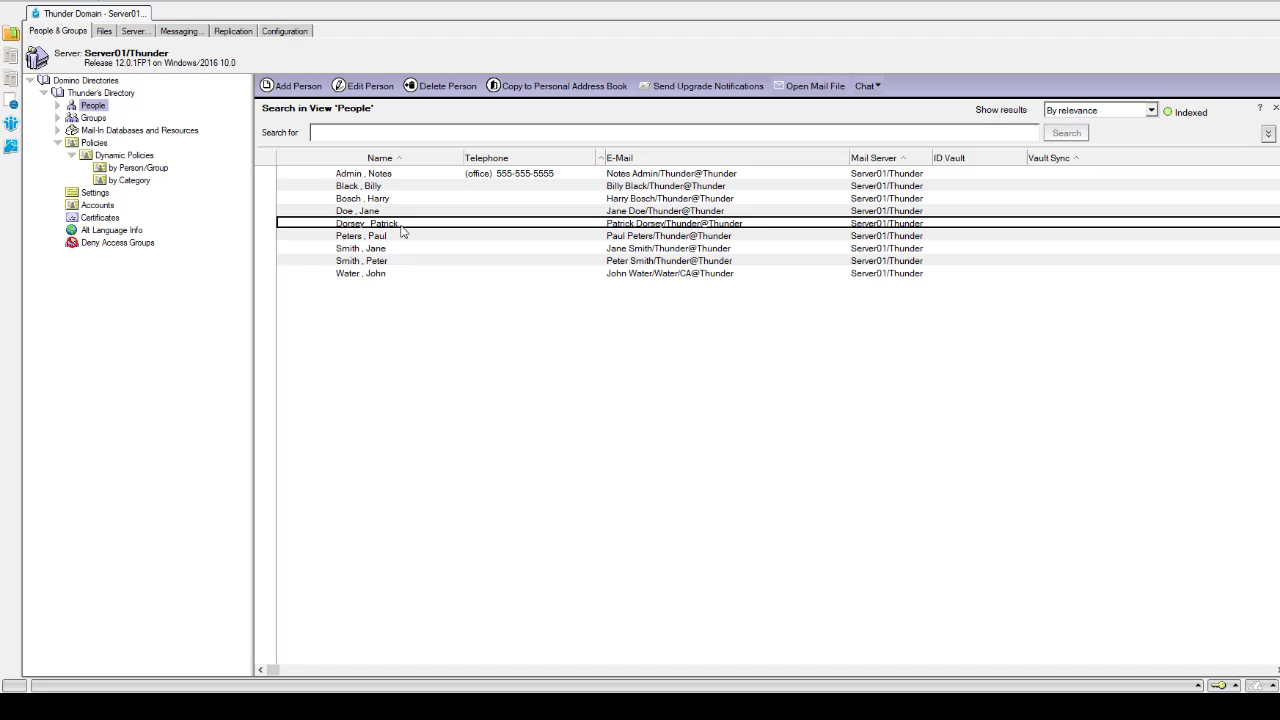 Thunder Domain - Server01...
People & Groups Files Server... Messaging... Replication Configuration
Server: Server01/Thunder
Release 12.0.1FP1 on Windows/2016 10.0
Domino Directories
Thunder's Directory
People
Groups
Mail-In Databases and Resources
Policies
Dynamic Policies
by Person/Group
by Category
Settings
Accounts
Certificates
Alt Language Info
Deny Access Groups
Add Person Edit Person Delete Person Copy to Personal Address Book Send Upgrade Notifications Open Mail File Chat
Search in View 'People'
Show results By relevance Indexed ? ×
Search for Search
Name Telephone E-Mail Mail Server ID Vault Vault Sync
Admin , Notes (office) 555-555-5555 Notes Admin/Thunder@Thunder Server01/Thunder
Black , Billy Billy Black/Thunder@Thunder Server01/Thunder
Bosch , Harry Harry Bosch/Thunder@Thunder Server01/Thunder
Doe , Jane Jane Doe/Thunder@Thunder Server01/Thunder
Dorsey , Patrick Patrick Dorsey/Thunder@Thunder Server01/Thunder
Peters , Paul Paul Peters/Thunder@Thunder Server01/Thunder
Smith , Jane Jane Smith/Thunder@Thunder Server01/Thunder
Smith , Peter Peter Smith/Thunder@Thunder Server01/Thunder
Water , John John Water/Water/CA@Thunder Server01/Thunder